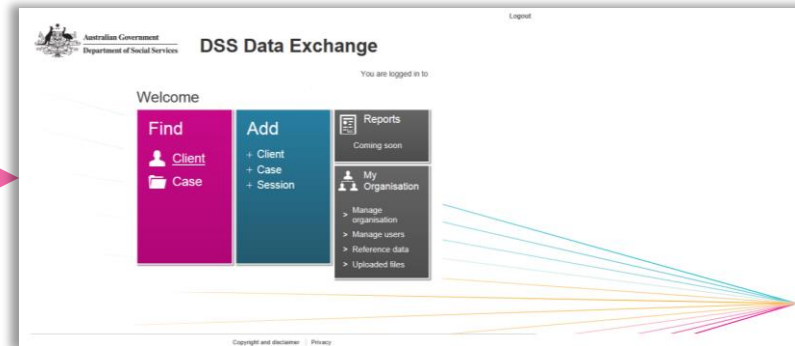 Logout
Australian Government
Department of Social Services
DSS Data Exchange
You are logged in to
Welcome
Find
Client
Case
Add
+ Client
+ Case
+ Session
Reports
Coming soon
My
Organisation
> Manage
organisation
> Manage users
> Reference data
> Uploaded files
Copyright and disclaimer | Privacy